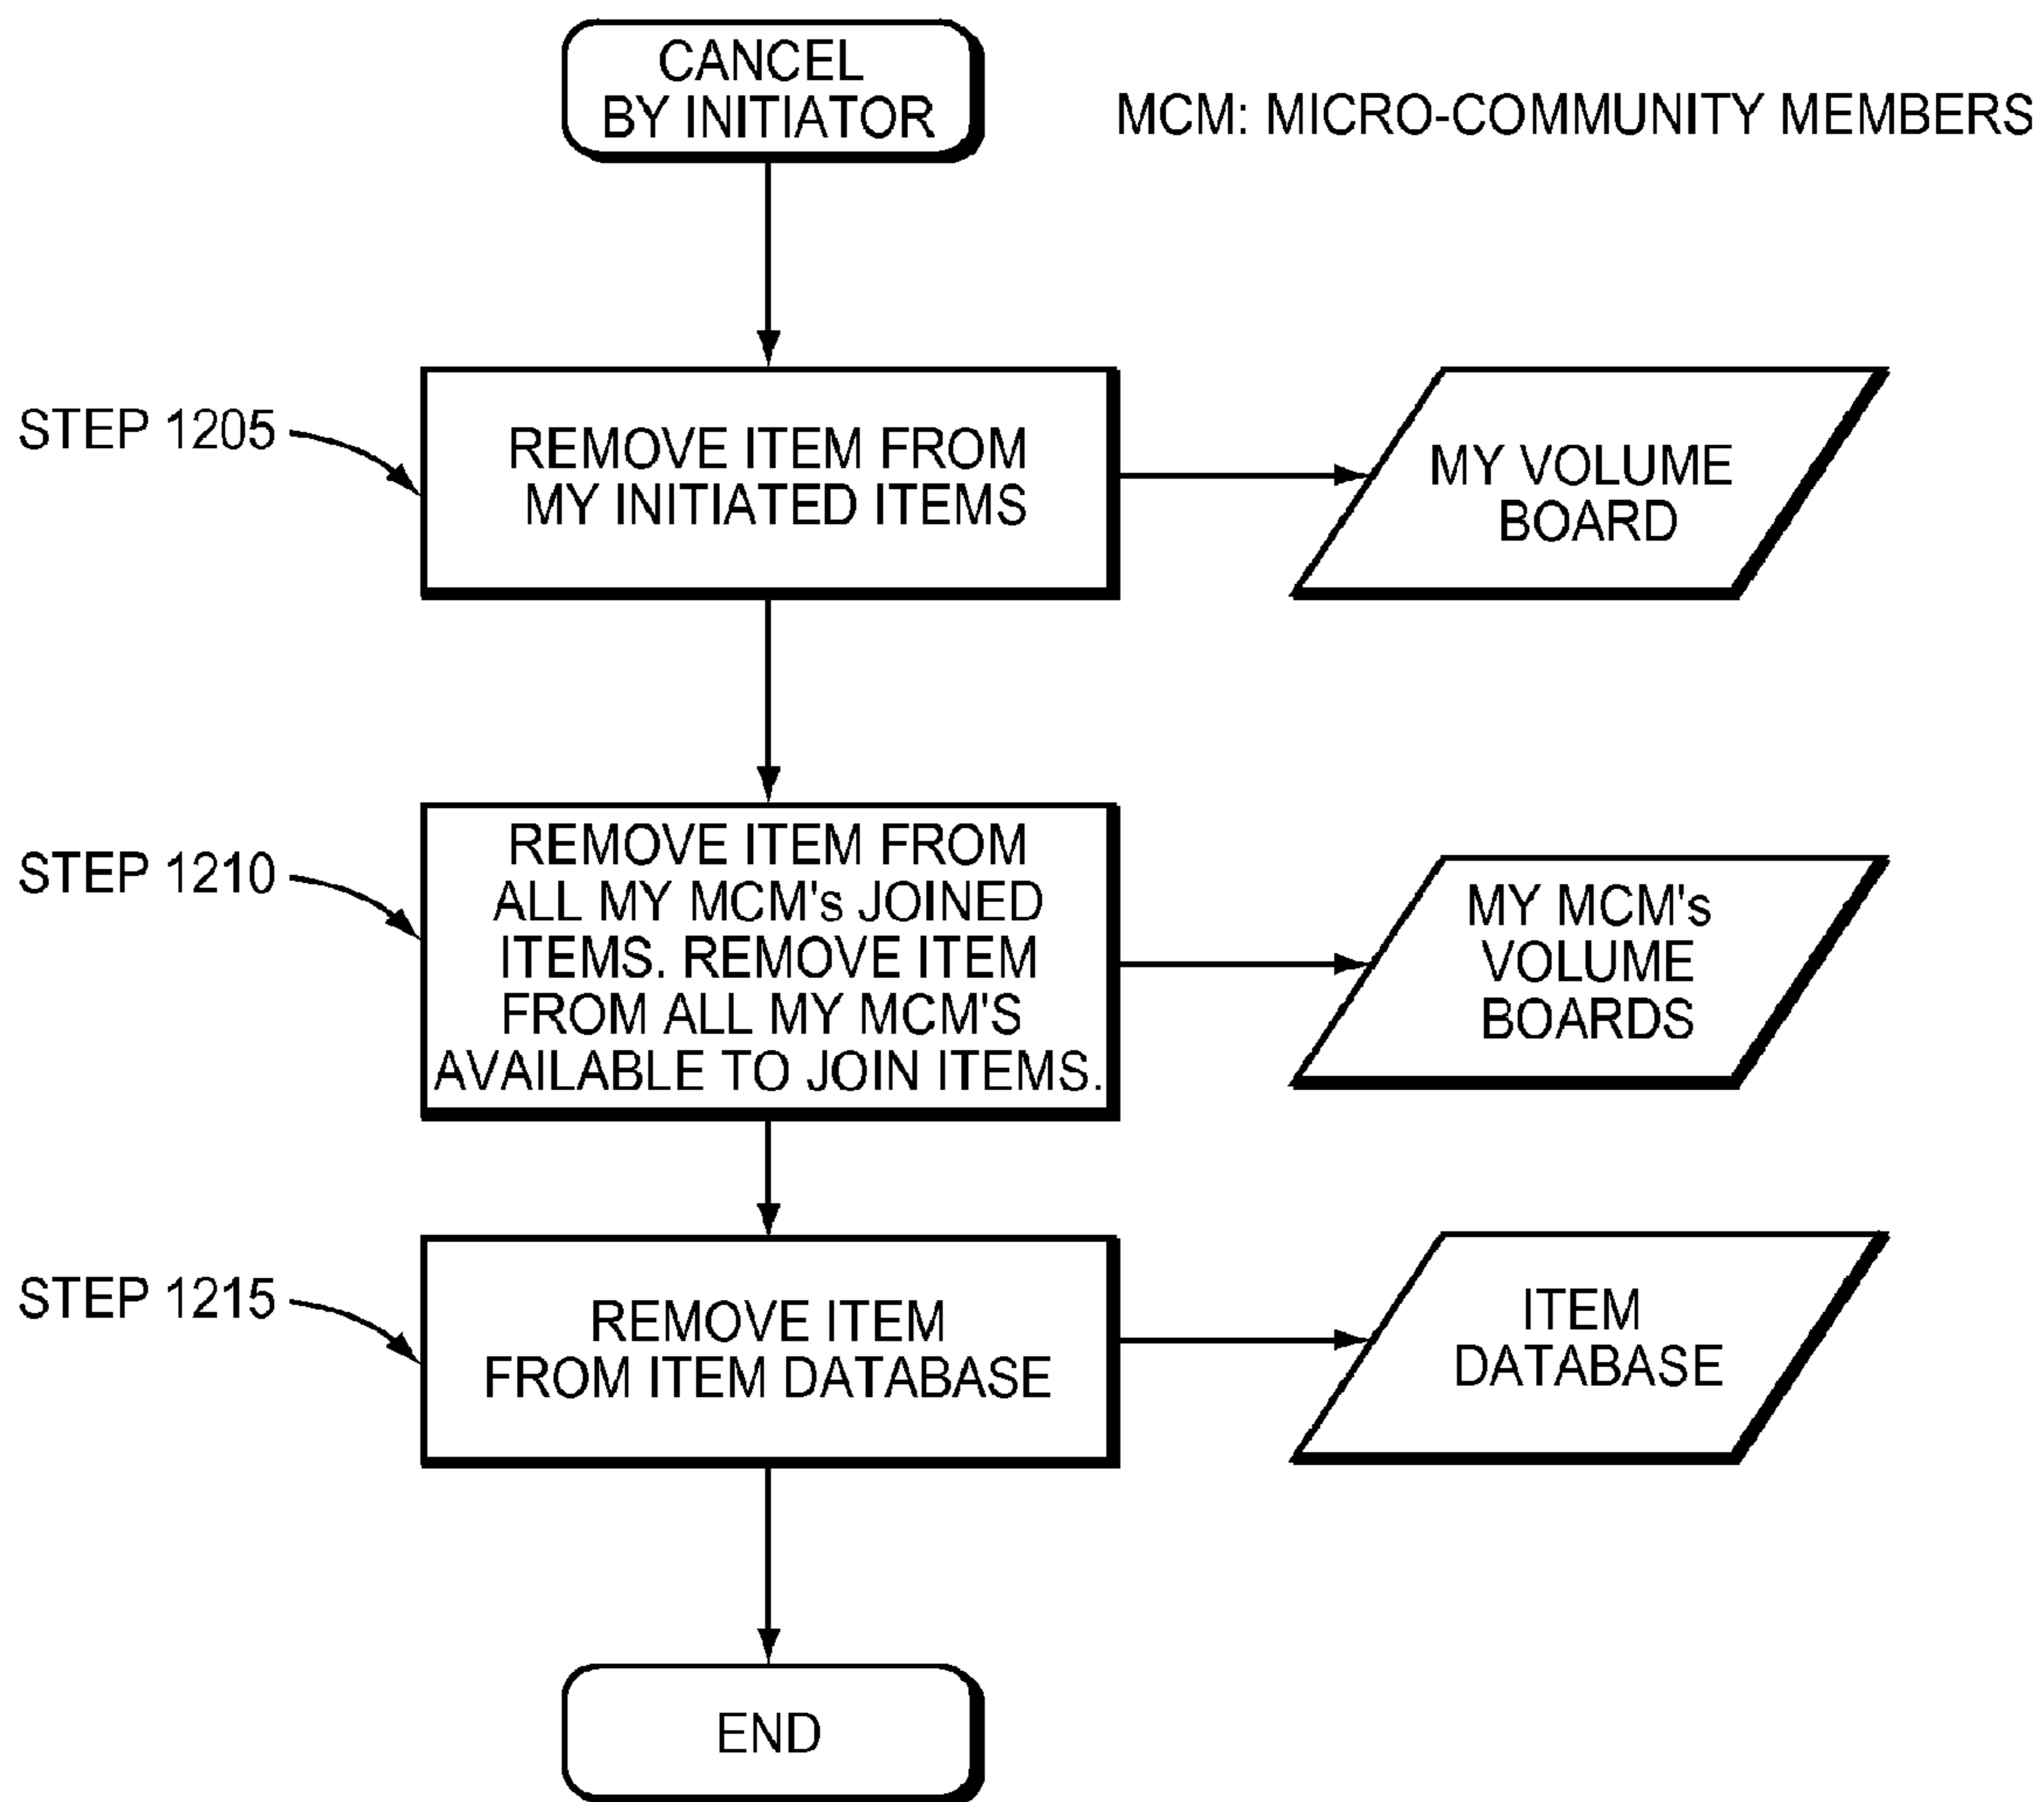 CANCEL
BY INITIATOR
MCM: MICRO-COMMUNITY MEMBERS
STEP 1205
REMOVE ITEM FROM
MY INITIATED ITEMS
MY VOLUME
BOARD
STEP 1210
REMOVE ITEM FROM
ALL MY MCM's JOINED
ITEMS. REMOVE ITEM
FROM ALL MY MCM'S
AVAILABLE TO JOIN ITEMS.
MY MCM's
VOLUME
BOARDS
STEP 1215
REMOVE ITEM
FROM ITEM DATABASE
ITEM
DATABASE
END